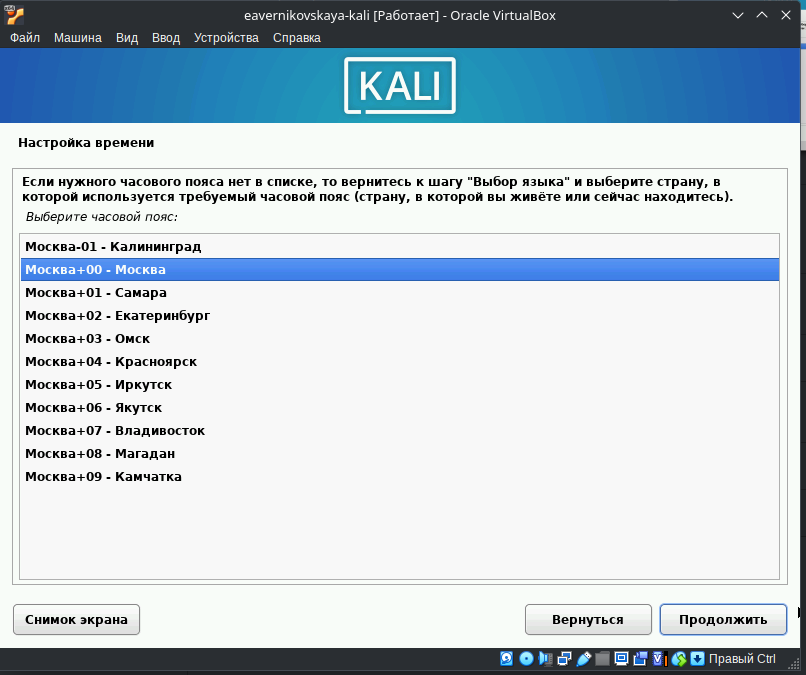 eavernikovskaya-kali [Работает] - Oracle VirtualBox
Файл Машина Вид Ввод Устройства Справка
KALI
Настройка времени
Если нужного часового пояса нет в списке, то вернитесь к шагу "Выбор языка" и выберите страну, в
которой используется требуемый часовой пояс (страну, в которой вы живёте или сейчас находитесь).
Выберите часовой пояс:
Москва-01 - Калининград
Москва+00 - Москва
Москва+01 - Самара
Москва+02 - Екатеринбург
Москва+03 - Омск
Москва+04 - Красноярск
Москва+05 - Иркутск
Москва+06 - Якутск
Москва+07 - Владивосток
Москва+08 - Магадан
Москва+09 - Камчатка
Снимок экрана Вернуться Продолжить
Правый Ctrl